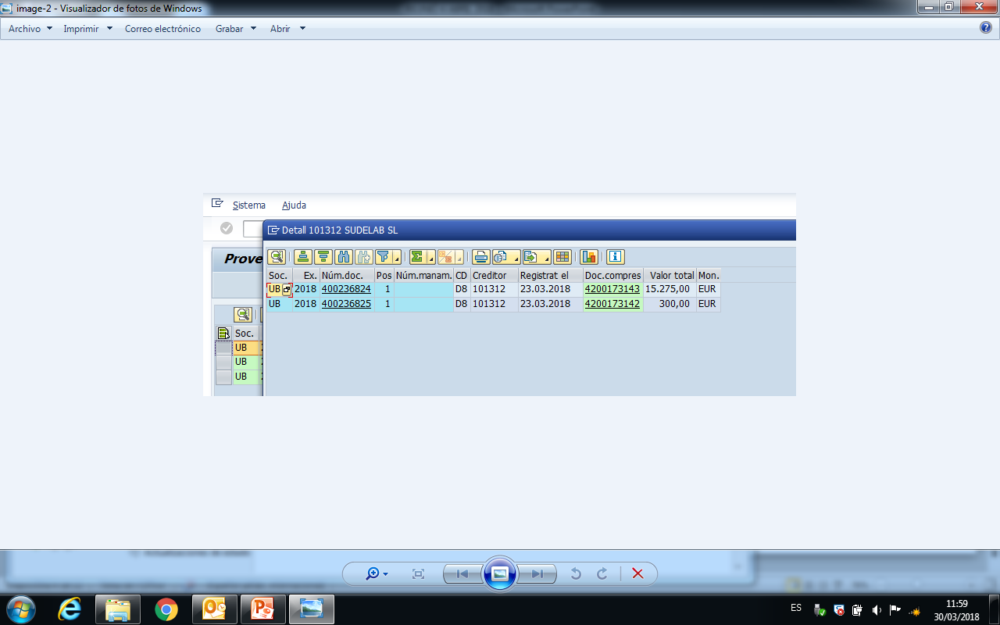 image-2 - Visualizador de fotos de Windows
Archivo Imprimir Correo electrónico Grabar Abrir
Sistema Ajuda
Detall 101312 SUDELAB SL
Prove
Soc. Ex. Núm.doc. Pos Núm.manam. CD Creditor Registrat el Doc.compres Valor total Mon.
UB 2018 400236824 1 D8 101312 23.03.2018 4200173143 15.275,00 EUR
UB 2018 400236825 1 D8 101312 23.03.2018 4200173142 300,00 EUR
Soc.
UB
UB
UB
ES 11:59
30/03/2018